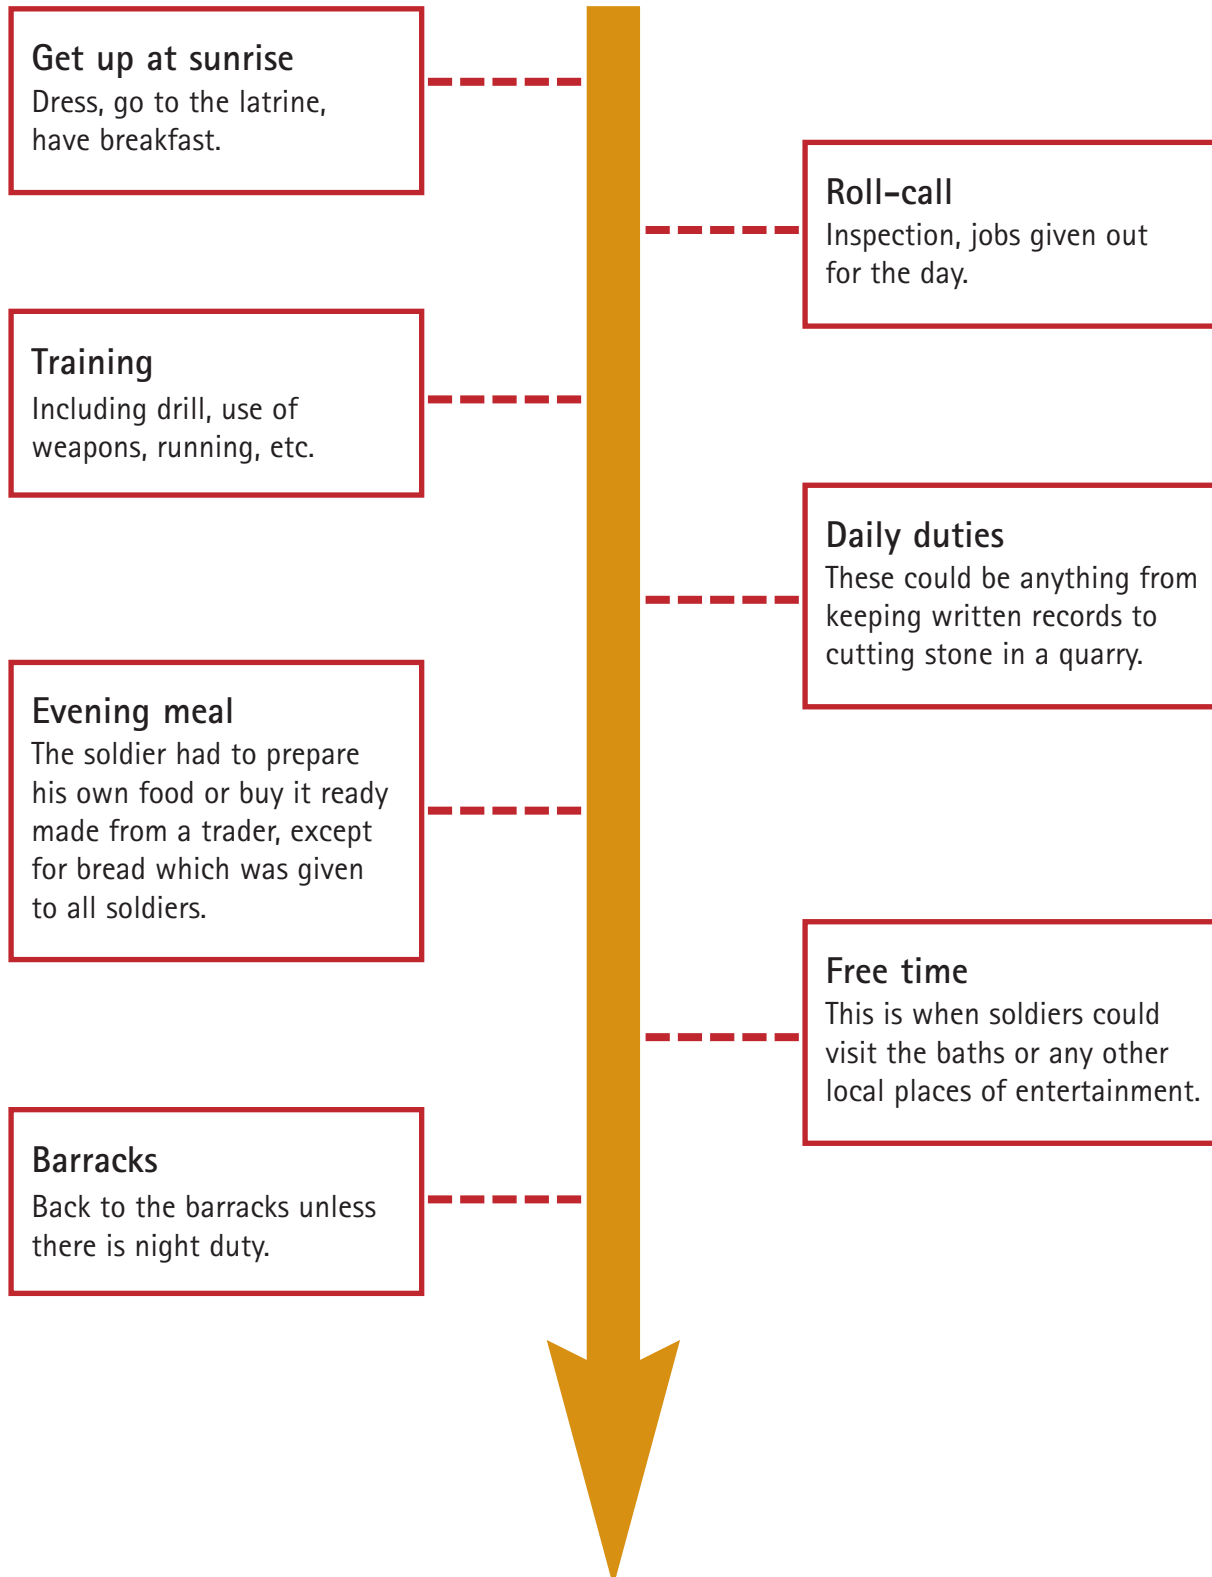 Get up at sunrise
Dress, go to the latrine,
have breakfast.
Roll-call
Inspection, jobs given out
for the day.
Training
Including drill, use of
weapons, running, etc.
Daily duties
These could be anything from
keeping written records to
cutting stone in a quarry.
Evening meal
The soldier had to prepare
his own food or buy it ready
made from a trader, except
for bread which was given
to all soldiers.
Free time
This is when soldiers could
visit the baths or any other
local places of entertainment.
Barracks
Back to the barracks unless
there is night duty.